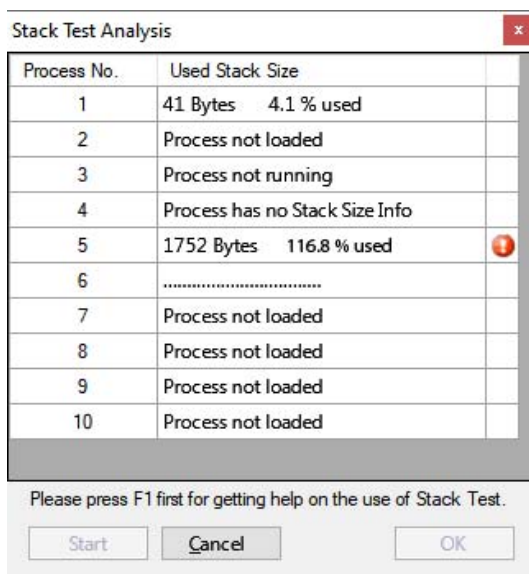 Stack Test Analysis x
Process No. Used Stack Size
1 41 Bytes 4.1 % used
2 Process not loaded
3 Process not running
4 Process has no Stack Size Info
5 1752 Bytes 116.8 % used !
6 .................................
7 Process not loaded
8 Process not loaded
9 Process not loaded
10 Process not loaded
Please press F1 first for getting help on the use of Stack Test.
Start Cancel OK